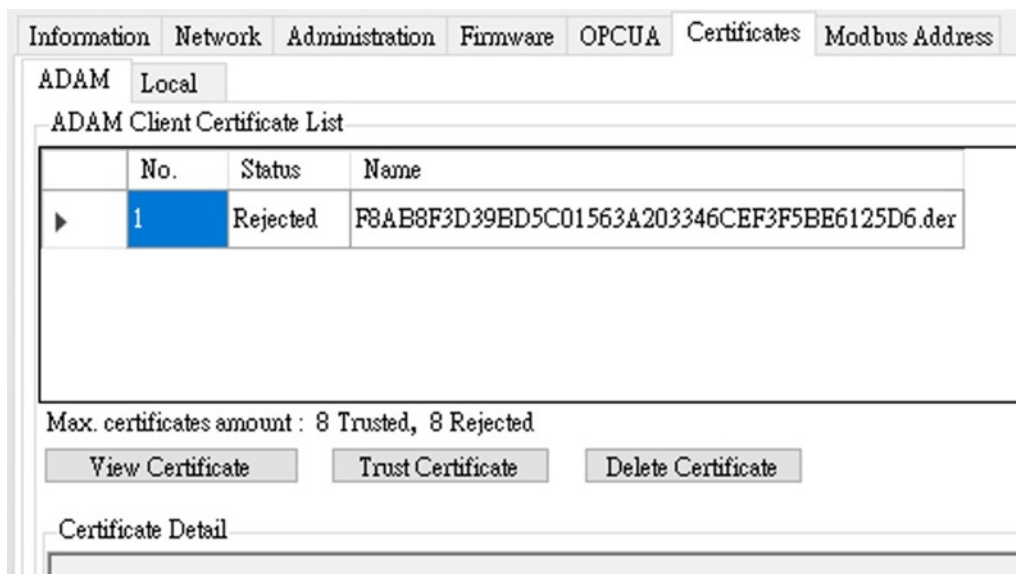 Information Network Administration Firmware OPCUA Certificates Modbus Address
ADAM Local
ADAM Client Certificate List
No. Status Name
1 Rejected F8AB8F3D39BD5C01563A203346CEF3F5BE6125D6.der
Max. certificates amount : 8 Trusted, 8 Rejected
View Certificate Trust Certificate Delete Certificate
Certificate Detail